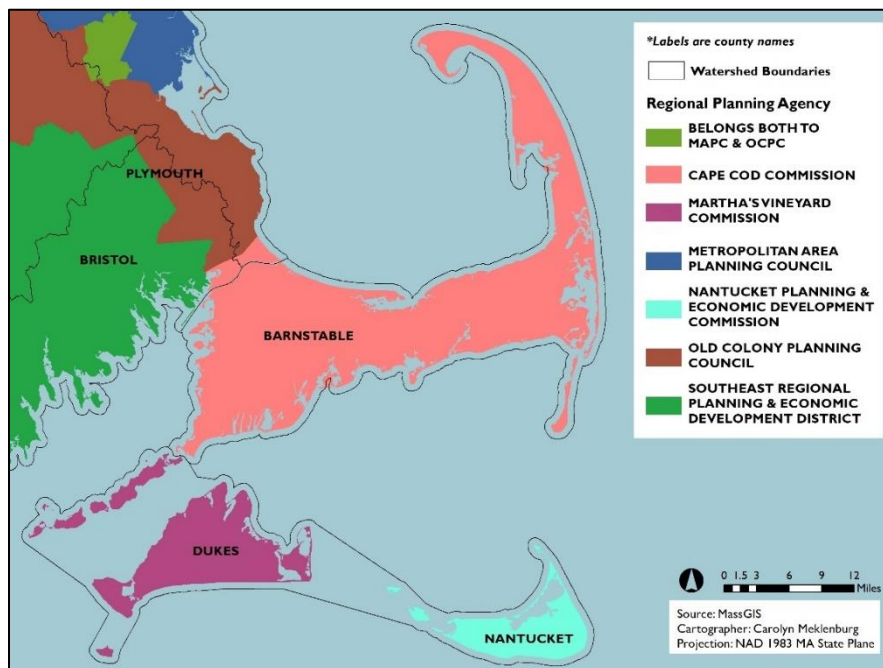 *Labels are county names
Watershed Boundaries
Regional Planning Agency
BELONGS BOTH TO
MAPC & OCPC
CAPE COD COMMISSION
MARTHA'S VINEYARD
COMMISSION
METROPOLITAN AREA
PLANNING COUNCIL
NANTUCKET PLANNING &
ECONOMIC DEVELOPMENT
COMMISSION
OLD COLONY PLANNING
COUNCIL
SOUTHEAST REGIONAL
PLANNING & ECONOMIC
DEVELOPMENT DISTRICT
PLYMOUTH
BRISTOL
BARNSTABLE
DUKES
NANTUCKET
0 1.5 3 6 9 12
Miles
Source: MassGIS
Cartographer: Carolyn Meklenburg
Projection: NAD 1983 MA State Plane